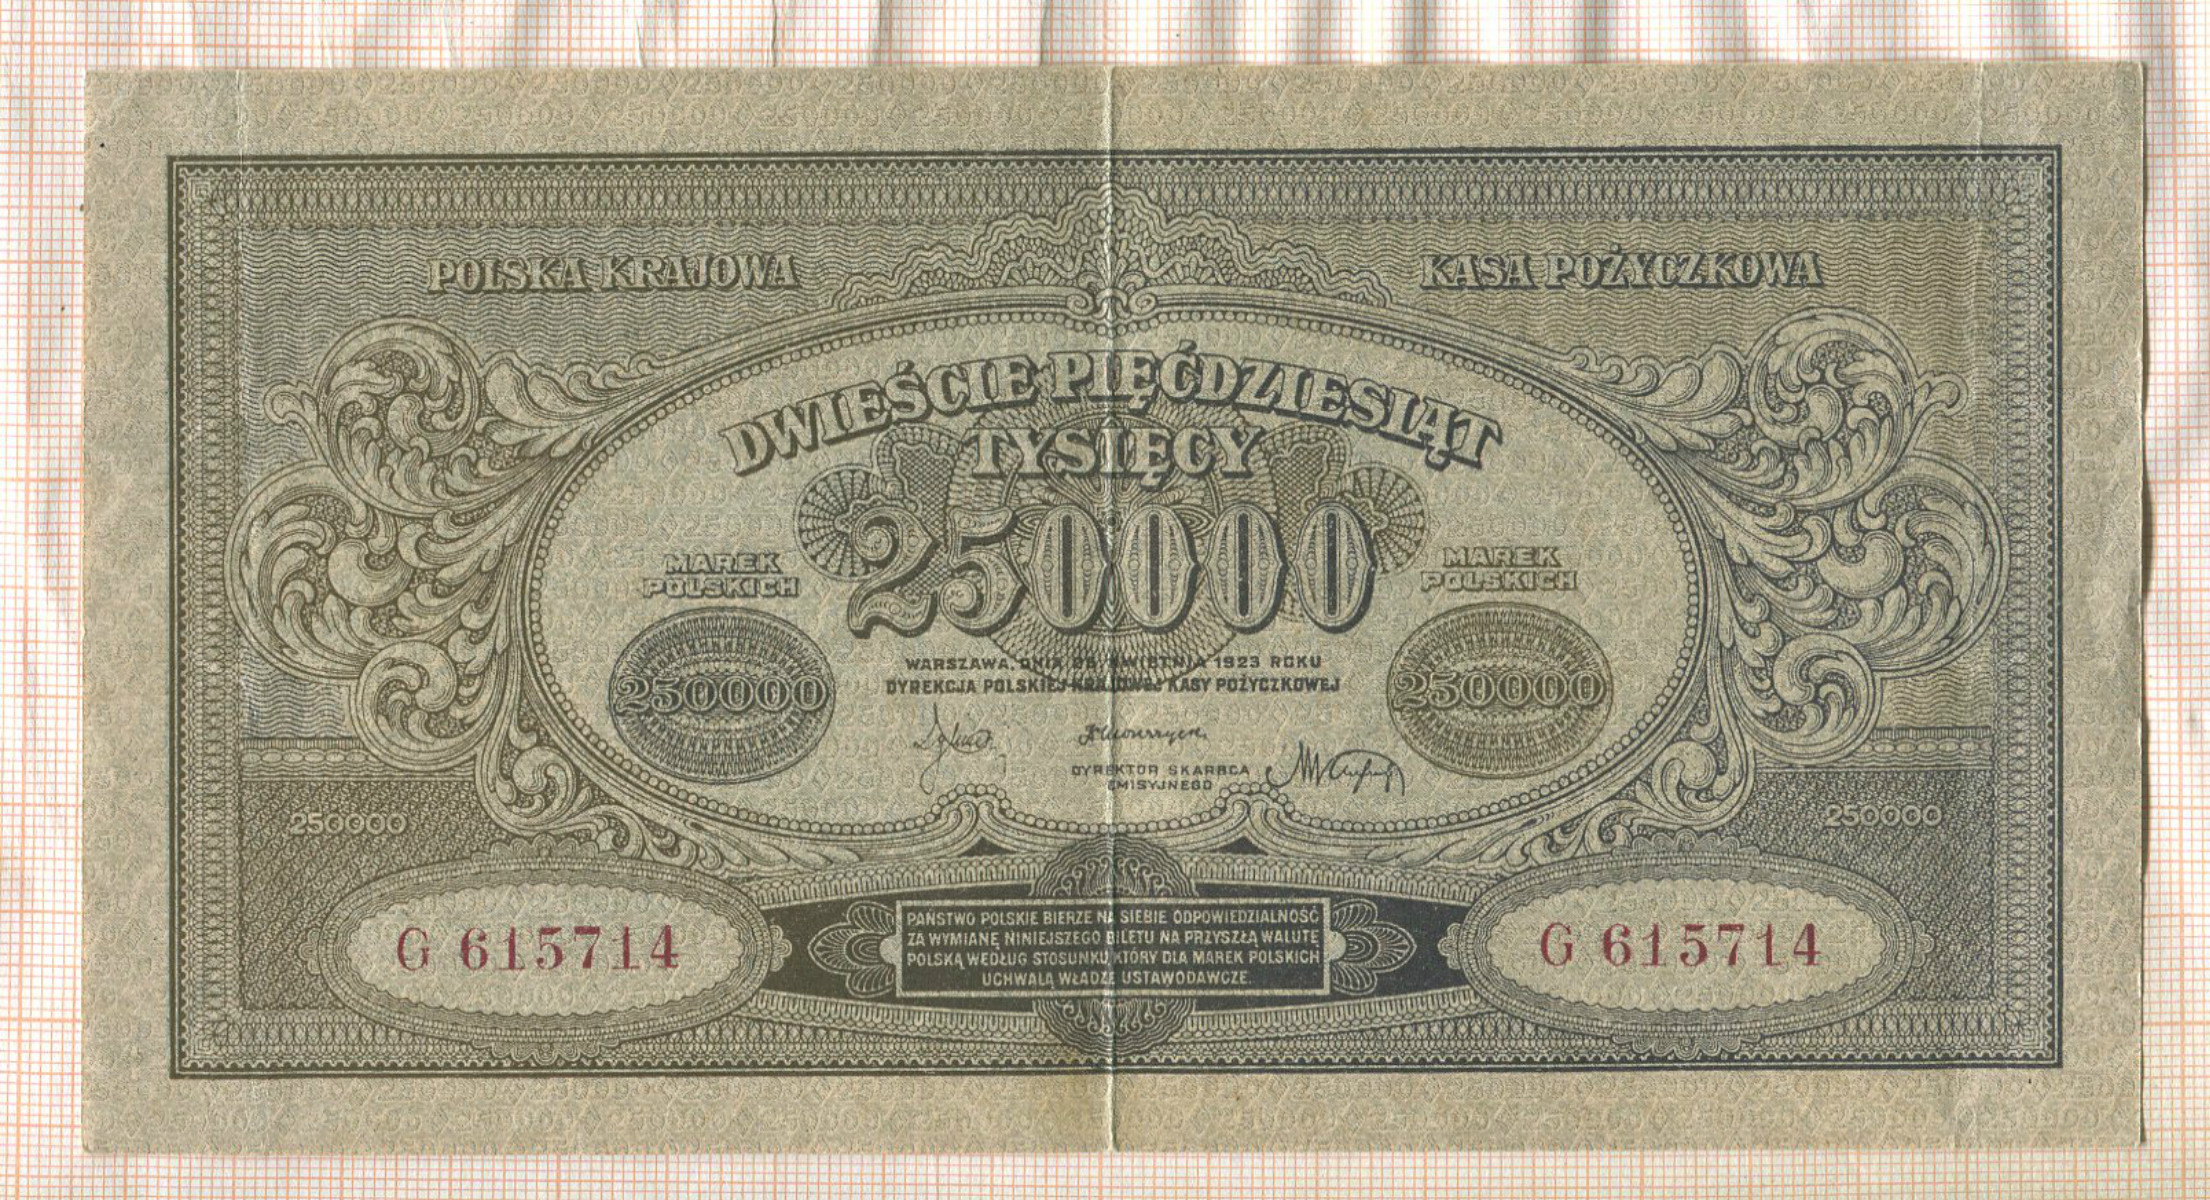 POLSKA KRAJOWA
KASA POŻYCZKOWA
DWIEŚCIE PIĘĆDZIESIĄT
TYSIĘCY
250000
MAREK
POLSKICH
MAREK
POLSKICH
250000
250000
WARSZAWA, DNIA 25 KWIETNIA 1923 ROKU
DYREKCJA POLSKIEJ KRAJOWEJ KASY POŻYCZKOWEJ
DYREKTOR SKARBCA
EMISYJNEGO
250000
250000
G 615714
G 615714
PAŃSTWO POLSKIE BIERZE NA SIEBIE ODPOWIEDZIALNOŚĆ
ZA WYMIANĘ NINIEJSZEGO BILETU NA PRZYSZŁĄ WALUTĘ
POLSKĄ WEDŁUG STOSUNKU, KTÓRY DLA MAREK POLSKICH
UCHWALĄ WŁADZE USTAWODAWCZE.